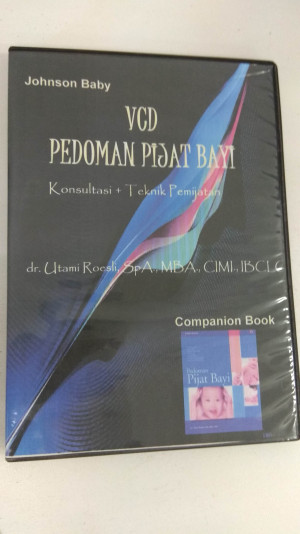 Johnson Baby
VCD
PEDOMAN PIJAT BAYI
Konsultasi + Teknik Pemijatan
dr. Utami Roesli, SpA., MBA., CIMI., IBCLC
Companion Book
Pedoman
Pijat Bayi